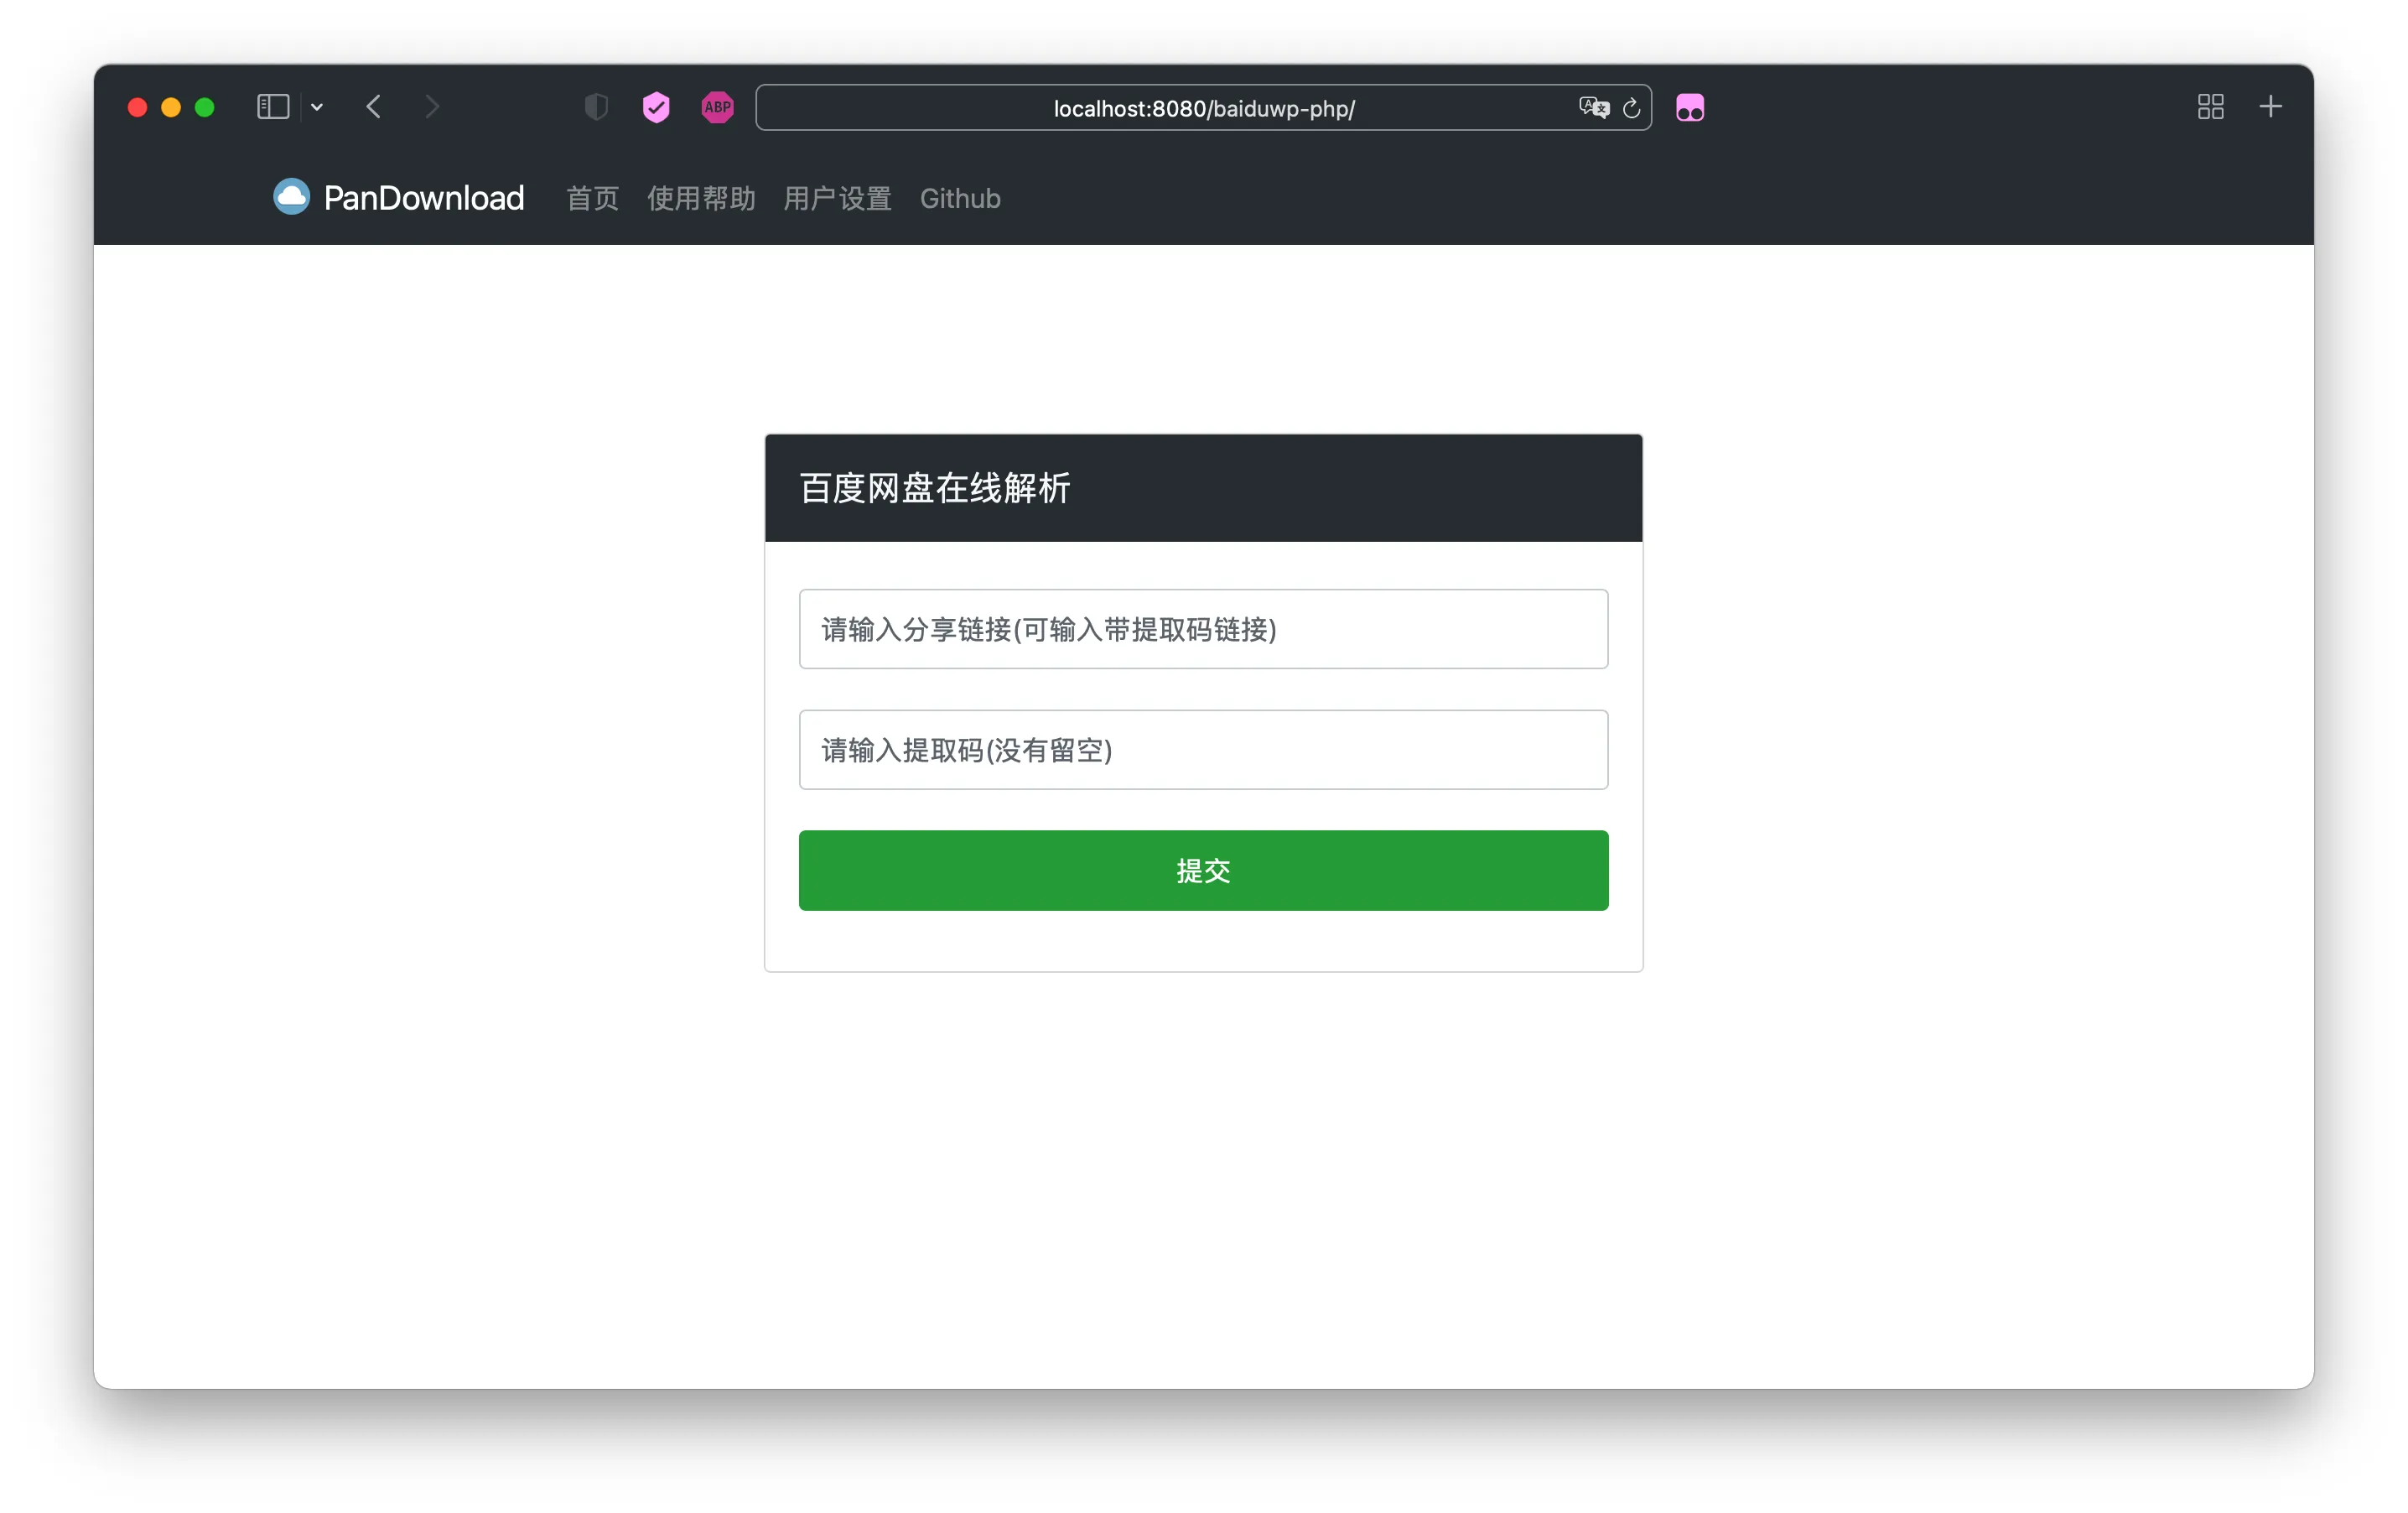 ABP
localhost:8080/baiduwp-php/
PanDownload 首页 使用帮助 用户设置 Github
百度网盘在线解析
请输入分享链接(可输入带提取码链接)
请输入提取码(没有留空)
提交